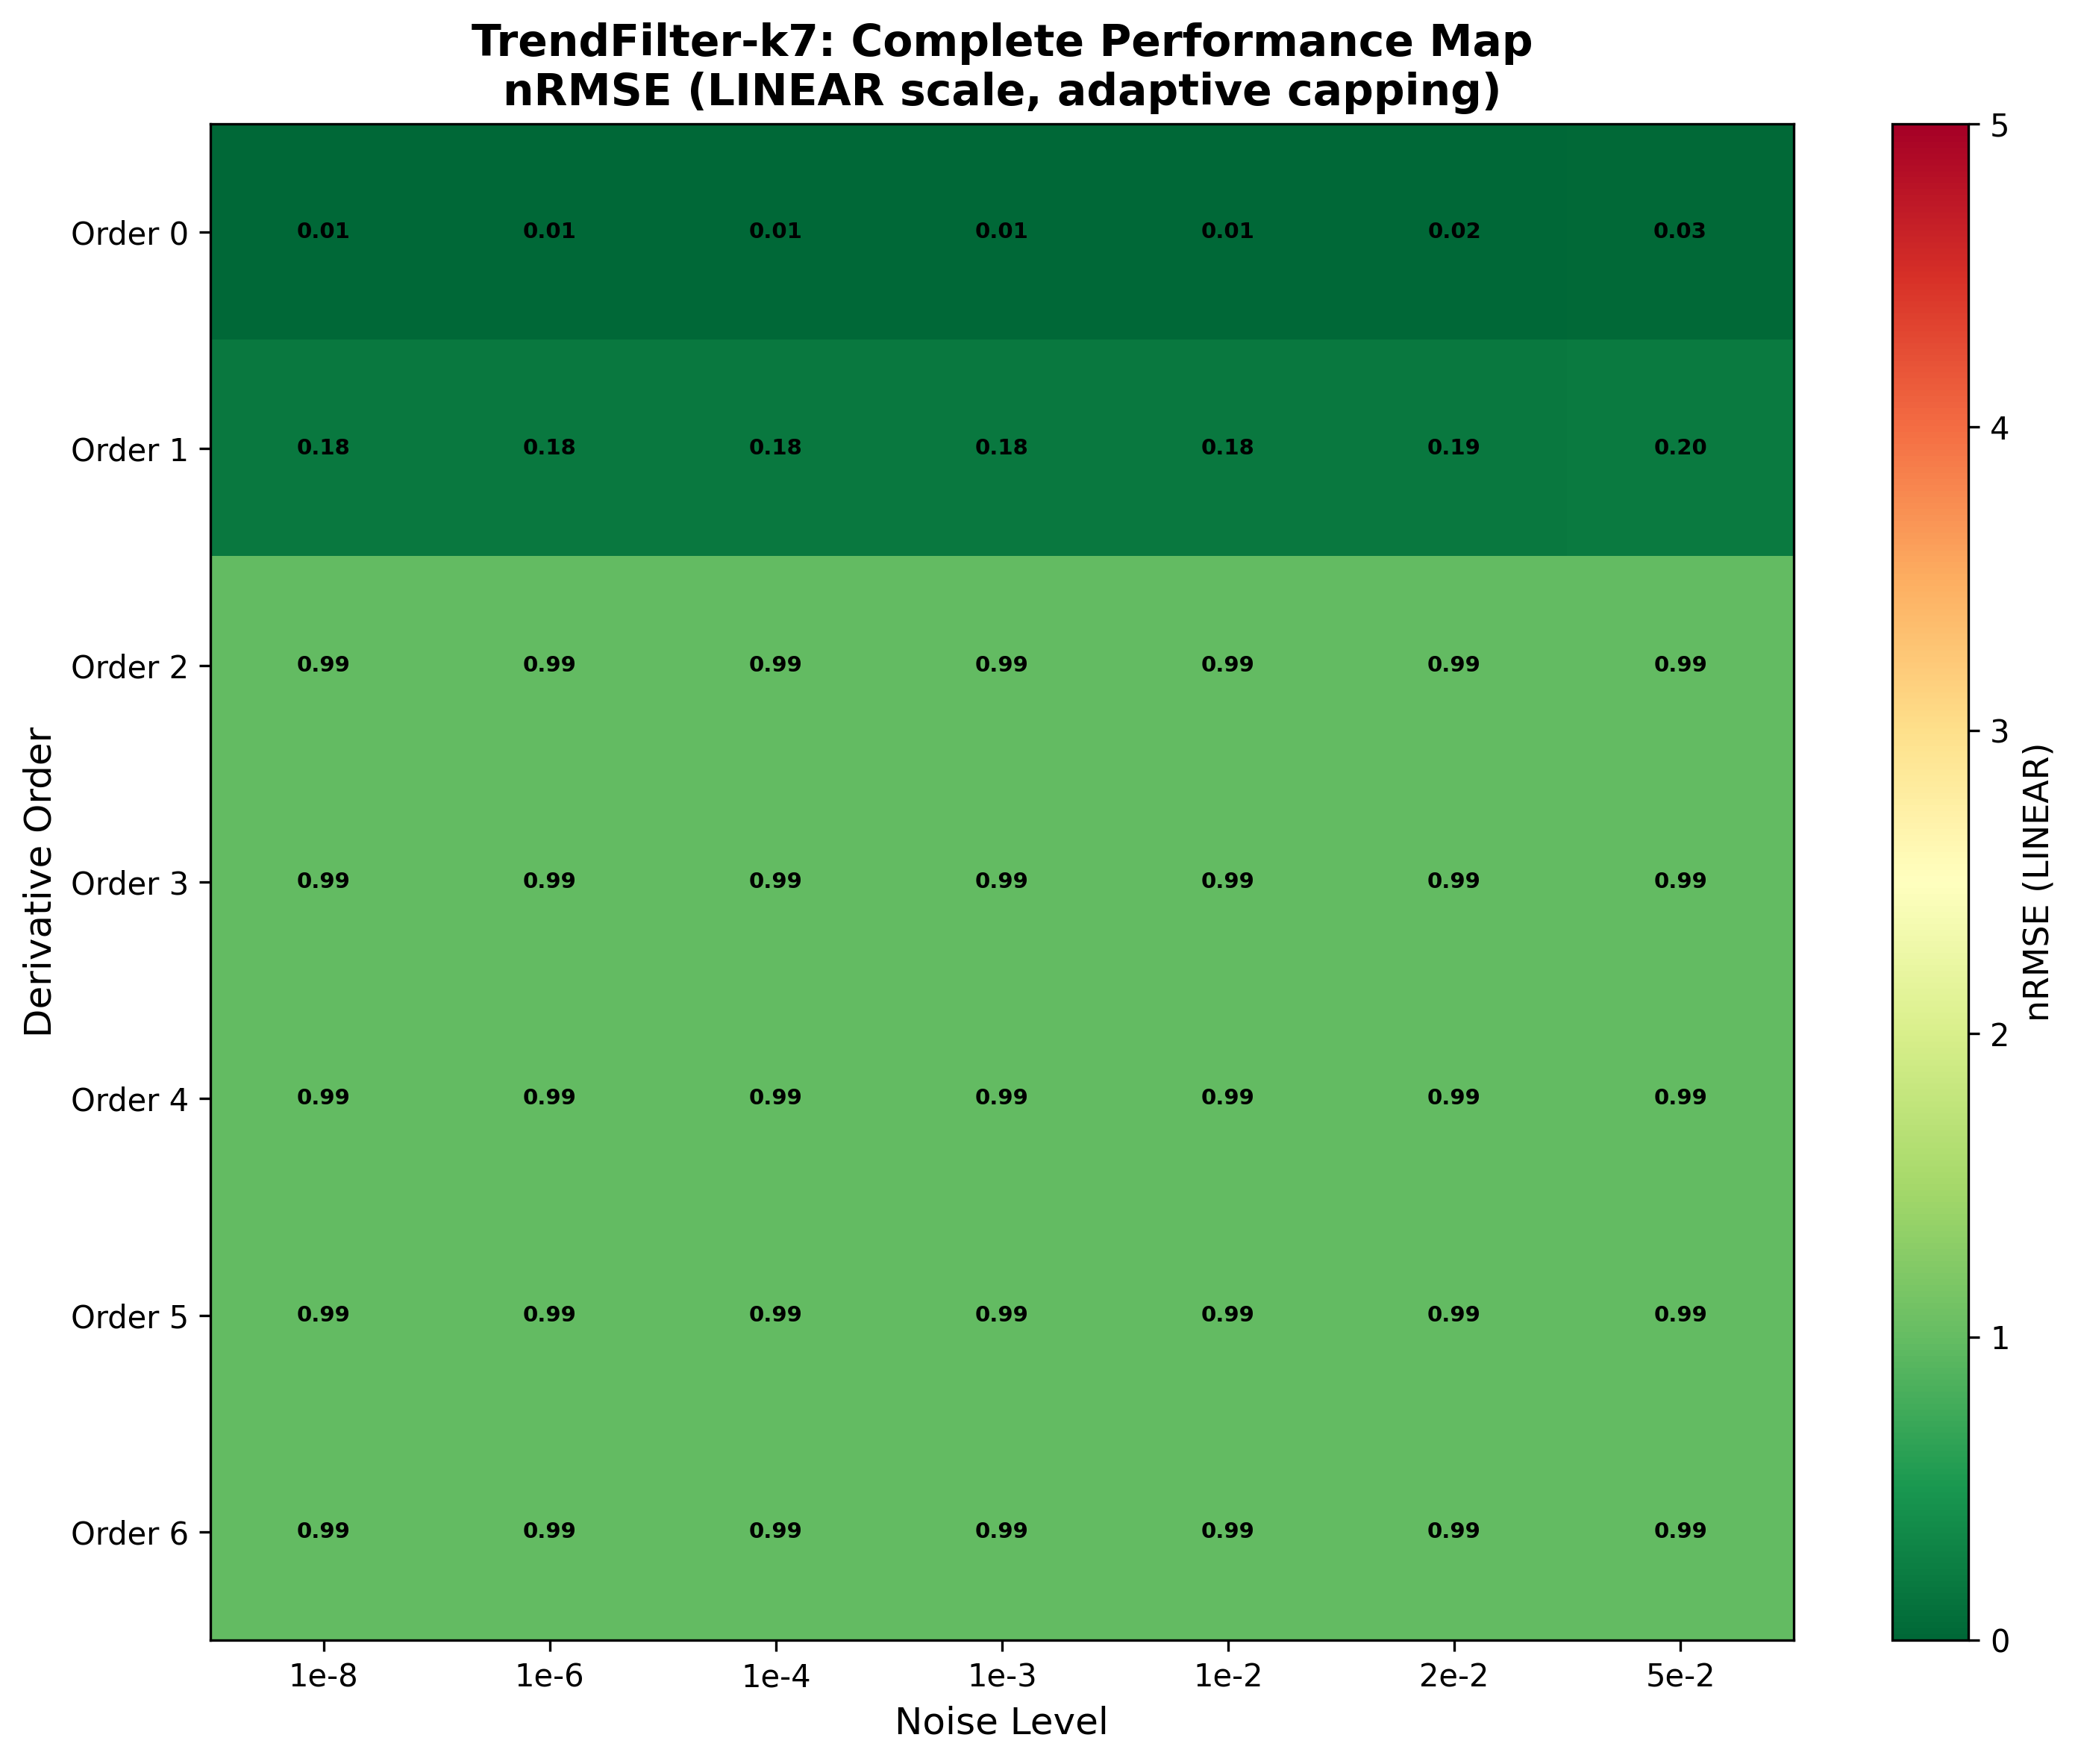 TrendFilter-k7: Complete Performance Map
nRMSE (LINEAR scale, adaptive capping)
Derivative Order
Order 0 0.01 0.01 0.01 0.01 0.01 0.02 0.03
Order 1 0.18 0.18 0.18 0.18 0.18 0.19 0.20
Order 2 0.99 0.99 0.99 0.99 0.99 0.99 0.99
Order 3 0.99 0.99 0.99 0.99 0.99 0.99 0.99
Order 4 0.99 0.99 0.99 0.99 0.99 0.99 0.99
Order 5 0.99 0.99 0.99 0.99 0.99 0.99 0.99
Order 6 0.99 0.99 0.99 0.99 0.99 0.99 0.99
1e-8 1e-6 1e-4 1e-3 1e-2 2e-2 5e-2
Noise Level
5
4
3
2
1
0
nRMSE (LINEAR)